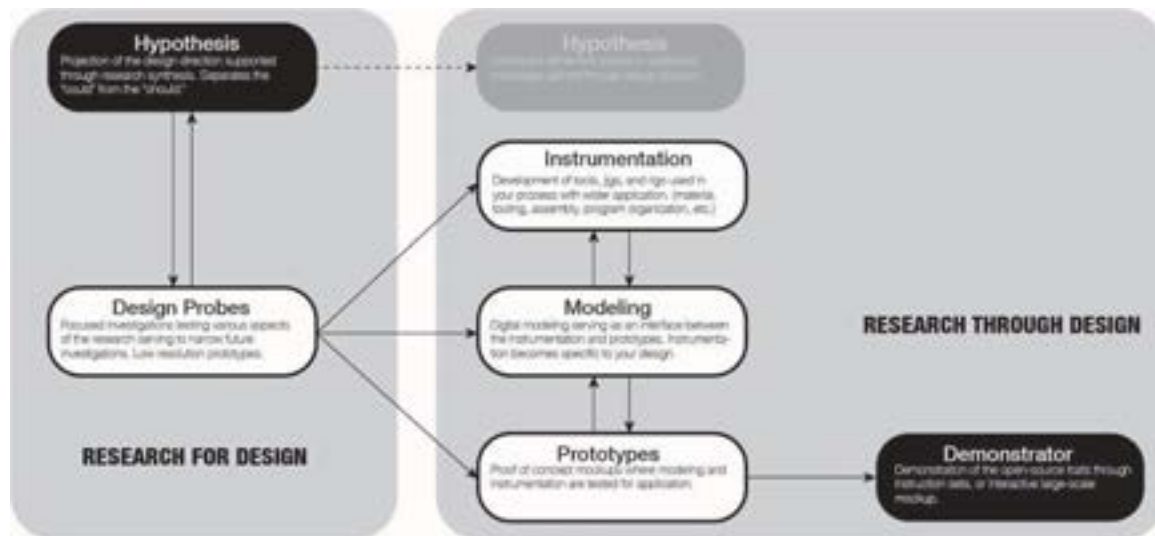 Hypothesis
Projection of the design direction supported
through research synthesis. Separates the
"could" from the "should"
Hypothesis
Instrumentation
Development of tools, jigs, and rigs used in
your process with wider application. (material,
tooling, assembly, program organization, etc.)
Design Probes
Focused investigations testing various aspects
of the research serving to narrow future
investigations. Low resolution prototypes.
Modeling
Digital modeling serving as an interface between
the instrumentation and prototypes. Instrumenta-
tion becomes specific to your design.
RESEARCH THROUGH DESIGN
RESEARCH FOR DESIGN
Prototypes
Proof of concept mockups where modeling and
instrumentation are tested for application.
Demonstrator
Demonstration of the open-source traits through
instruction sets, or interactive large-scale
mockup.